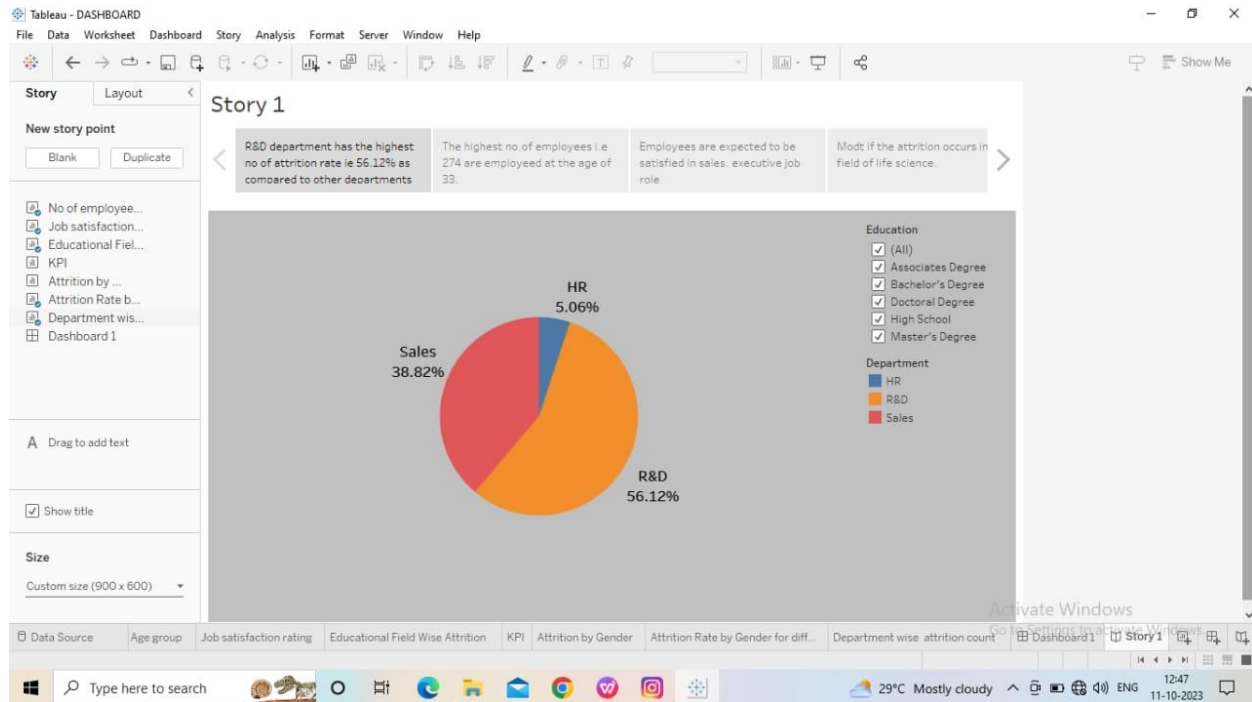 Tableau - DASHBOARD
File Data Worksheet Dashboard Story Analysis Format Server Window Help
Show Me
Story Layout
New story point
Blank Duplicate
No of employee...
Job satisfaction...
Educational Fiel...
KPI
Attrition by ...
Attrition Rate b...
Department wis...
Dashboard 1
A Drag to add text
Show title
Size
Custom size (900 x 600)
Story 1
R&D department has the highest
no of attrition rate ie 56.12% as
compared to other departments
The highest no.of employees i.e
274 are employeed at the age of
33.
Employees are expected to be
satisfied in sales. executive job
role
Modt if the attrition occurs in
field of life science.
HR
5.06%
Sales
38.82%
R&D
56.12%
Education
(All)
Associates Degree
Bachelor's Degree
Doctoral Degree
High School
Master's Degree
Department
HR
R&D
Sales
Activate Windows
Go to Settings to activate Windows.
Data Source Age group Job satisfaction rating Educational Field Wise Attrition KPI Attrition by Gender Attrition Rate by Gender for diff... Department wise attrition count Dashboard 1 Story 1
Type here to search
29°C Mostly cloudy
ENG
12:47
11-10-2023